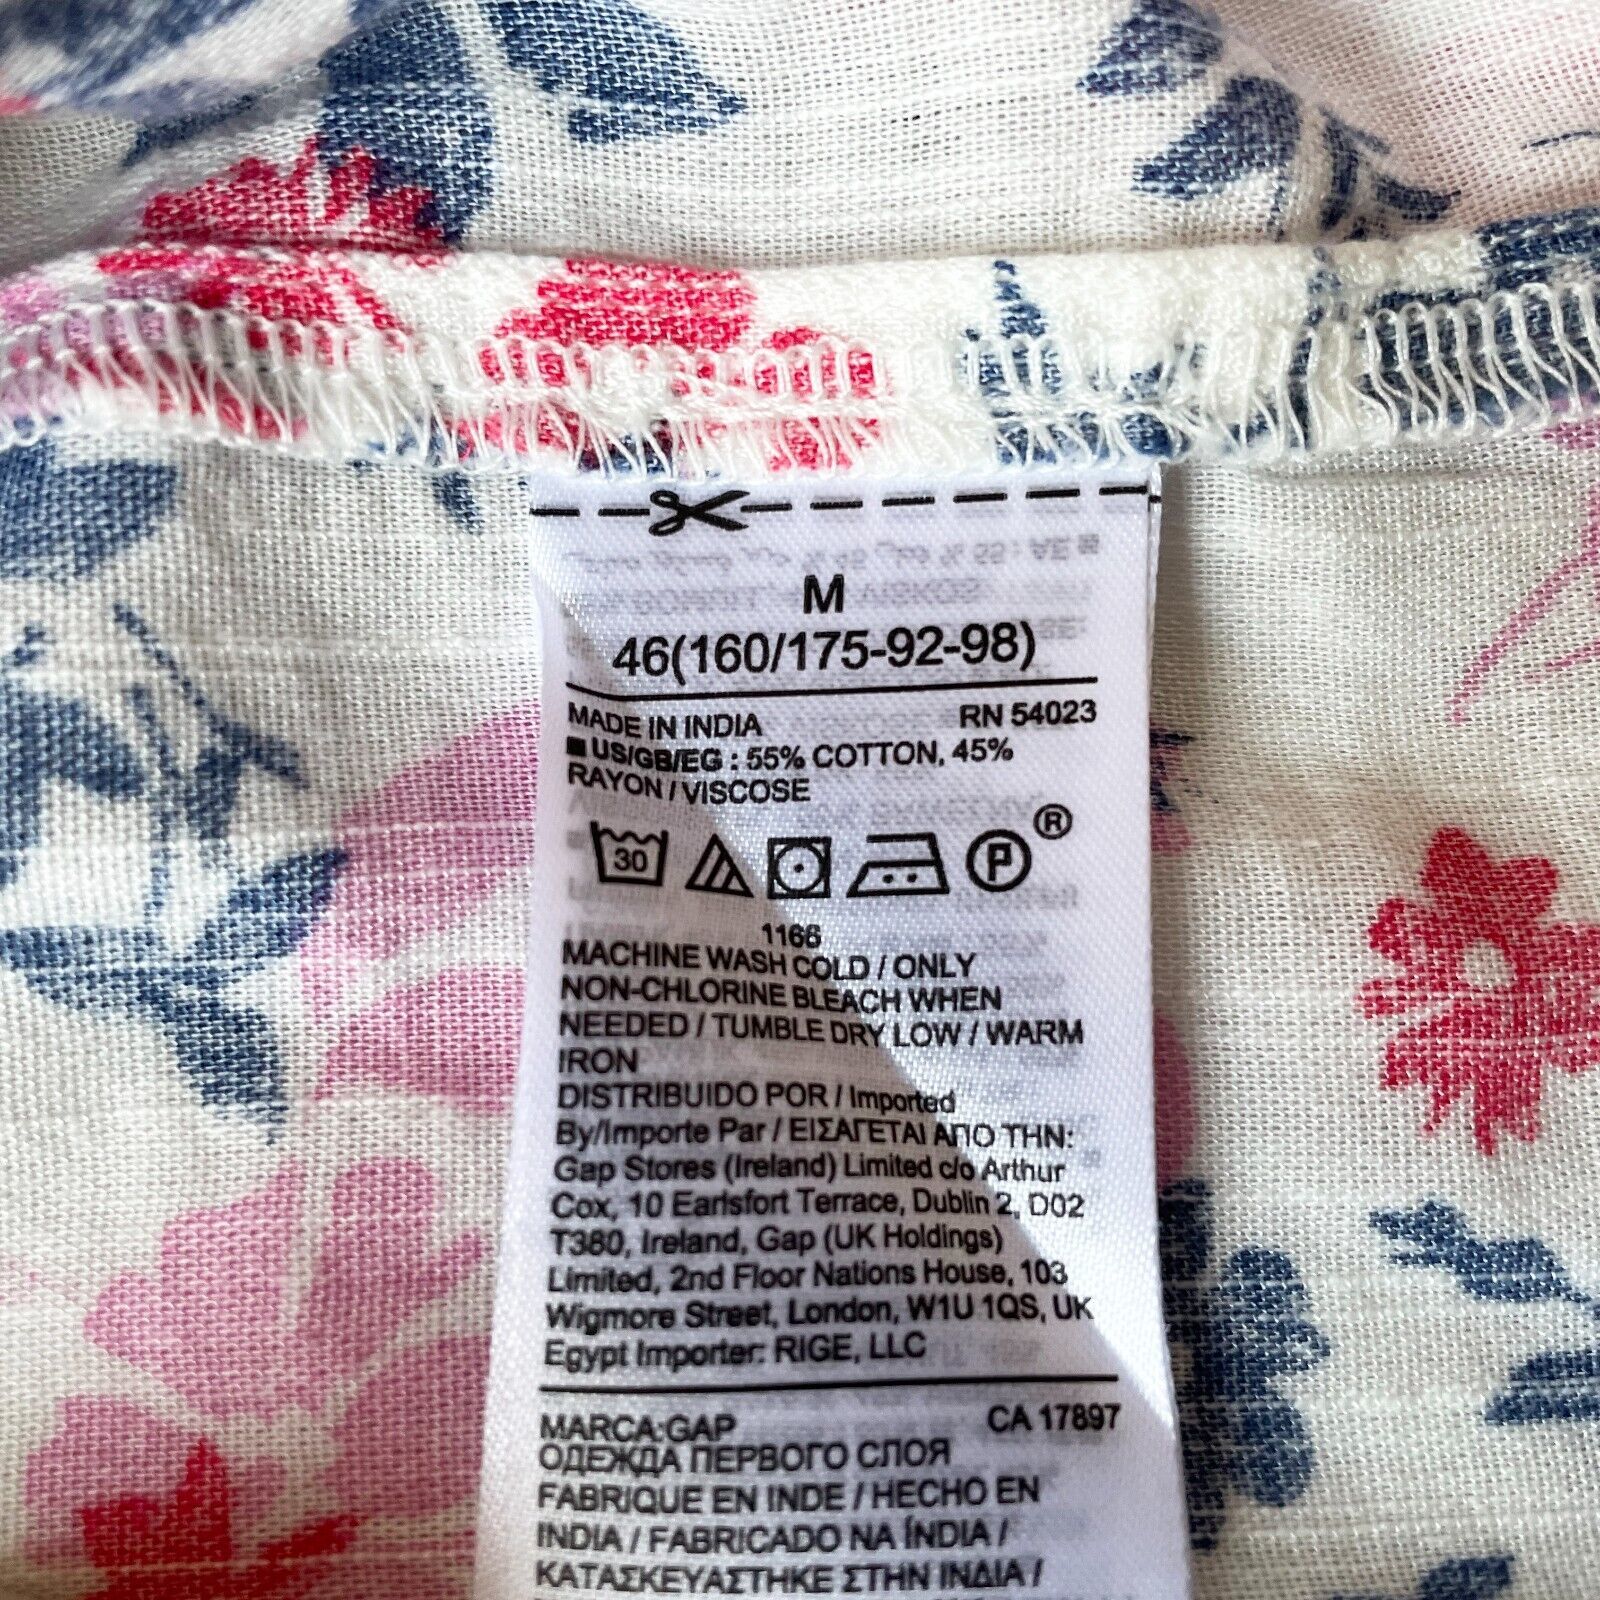 M
46(160/175-92-98)
MADE IN INDIA RN 54023
■ US/GB/EG : 55% COTTON, 45%
RAYON / VISCOSE
30 P ®
1166
MACHINE WASH COLD / ONLY
NON-CHLORINE BLEACH WHEN
NEEDED / TUMBLE DRY LOW / WARM
IRON
DISTRIBUIDO POR / Imported
By/Importe Par / ΕΙΣΑΓΕΤΑΙ ΑΠΟ ΤΗΝ:
Gap Stores (Ireland) Limited c/o Arthur
Cox, 10 Earlsfort Terrace, Dublin 2, D02
T380, Ireland, Gap (UK Holdings)
Limited, 2nd Floor Nations House, 103
Wigmore Street, London, W1U 1QS, UK
Egypt Importer: RIGE, LLC
MARCA:GAP CA 17897
ОДЕЖДА ПЕРВОГО СЛОЯ
FABRIQUE EN INDE / HECHO EN
INDIA / FABRICADO NA ÍNDIA /
ΚΑΤΑΣΚΕΥΑΣΤΗΚΕ ΣΤΗΝ ΙΝΔΙΑ /